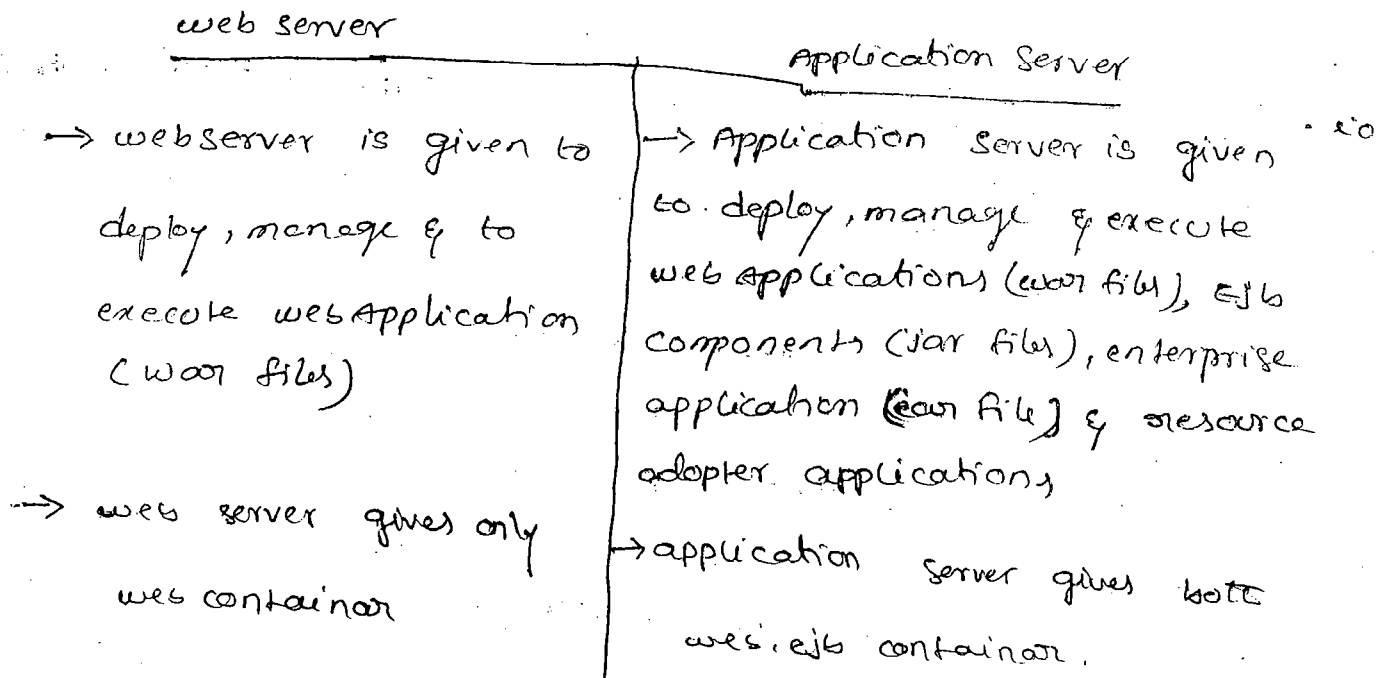 web server
→ webserver is given to
deploy, manage & to
execute webApplication
(war files)
→ web server gives only
web containar
Application Server
→ Application Server is given
to deploy, manage & execute
web Applications (war files), EJb
components (jar files), enterprise
application (ear file) & resource
adopter applications
→ application server gives both
web, ejb containar.